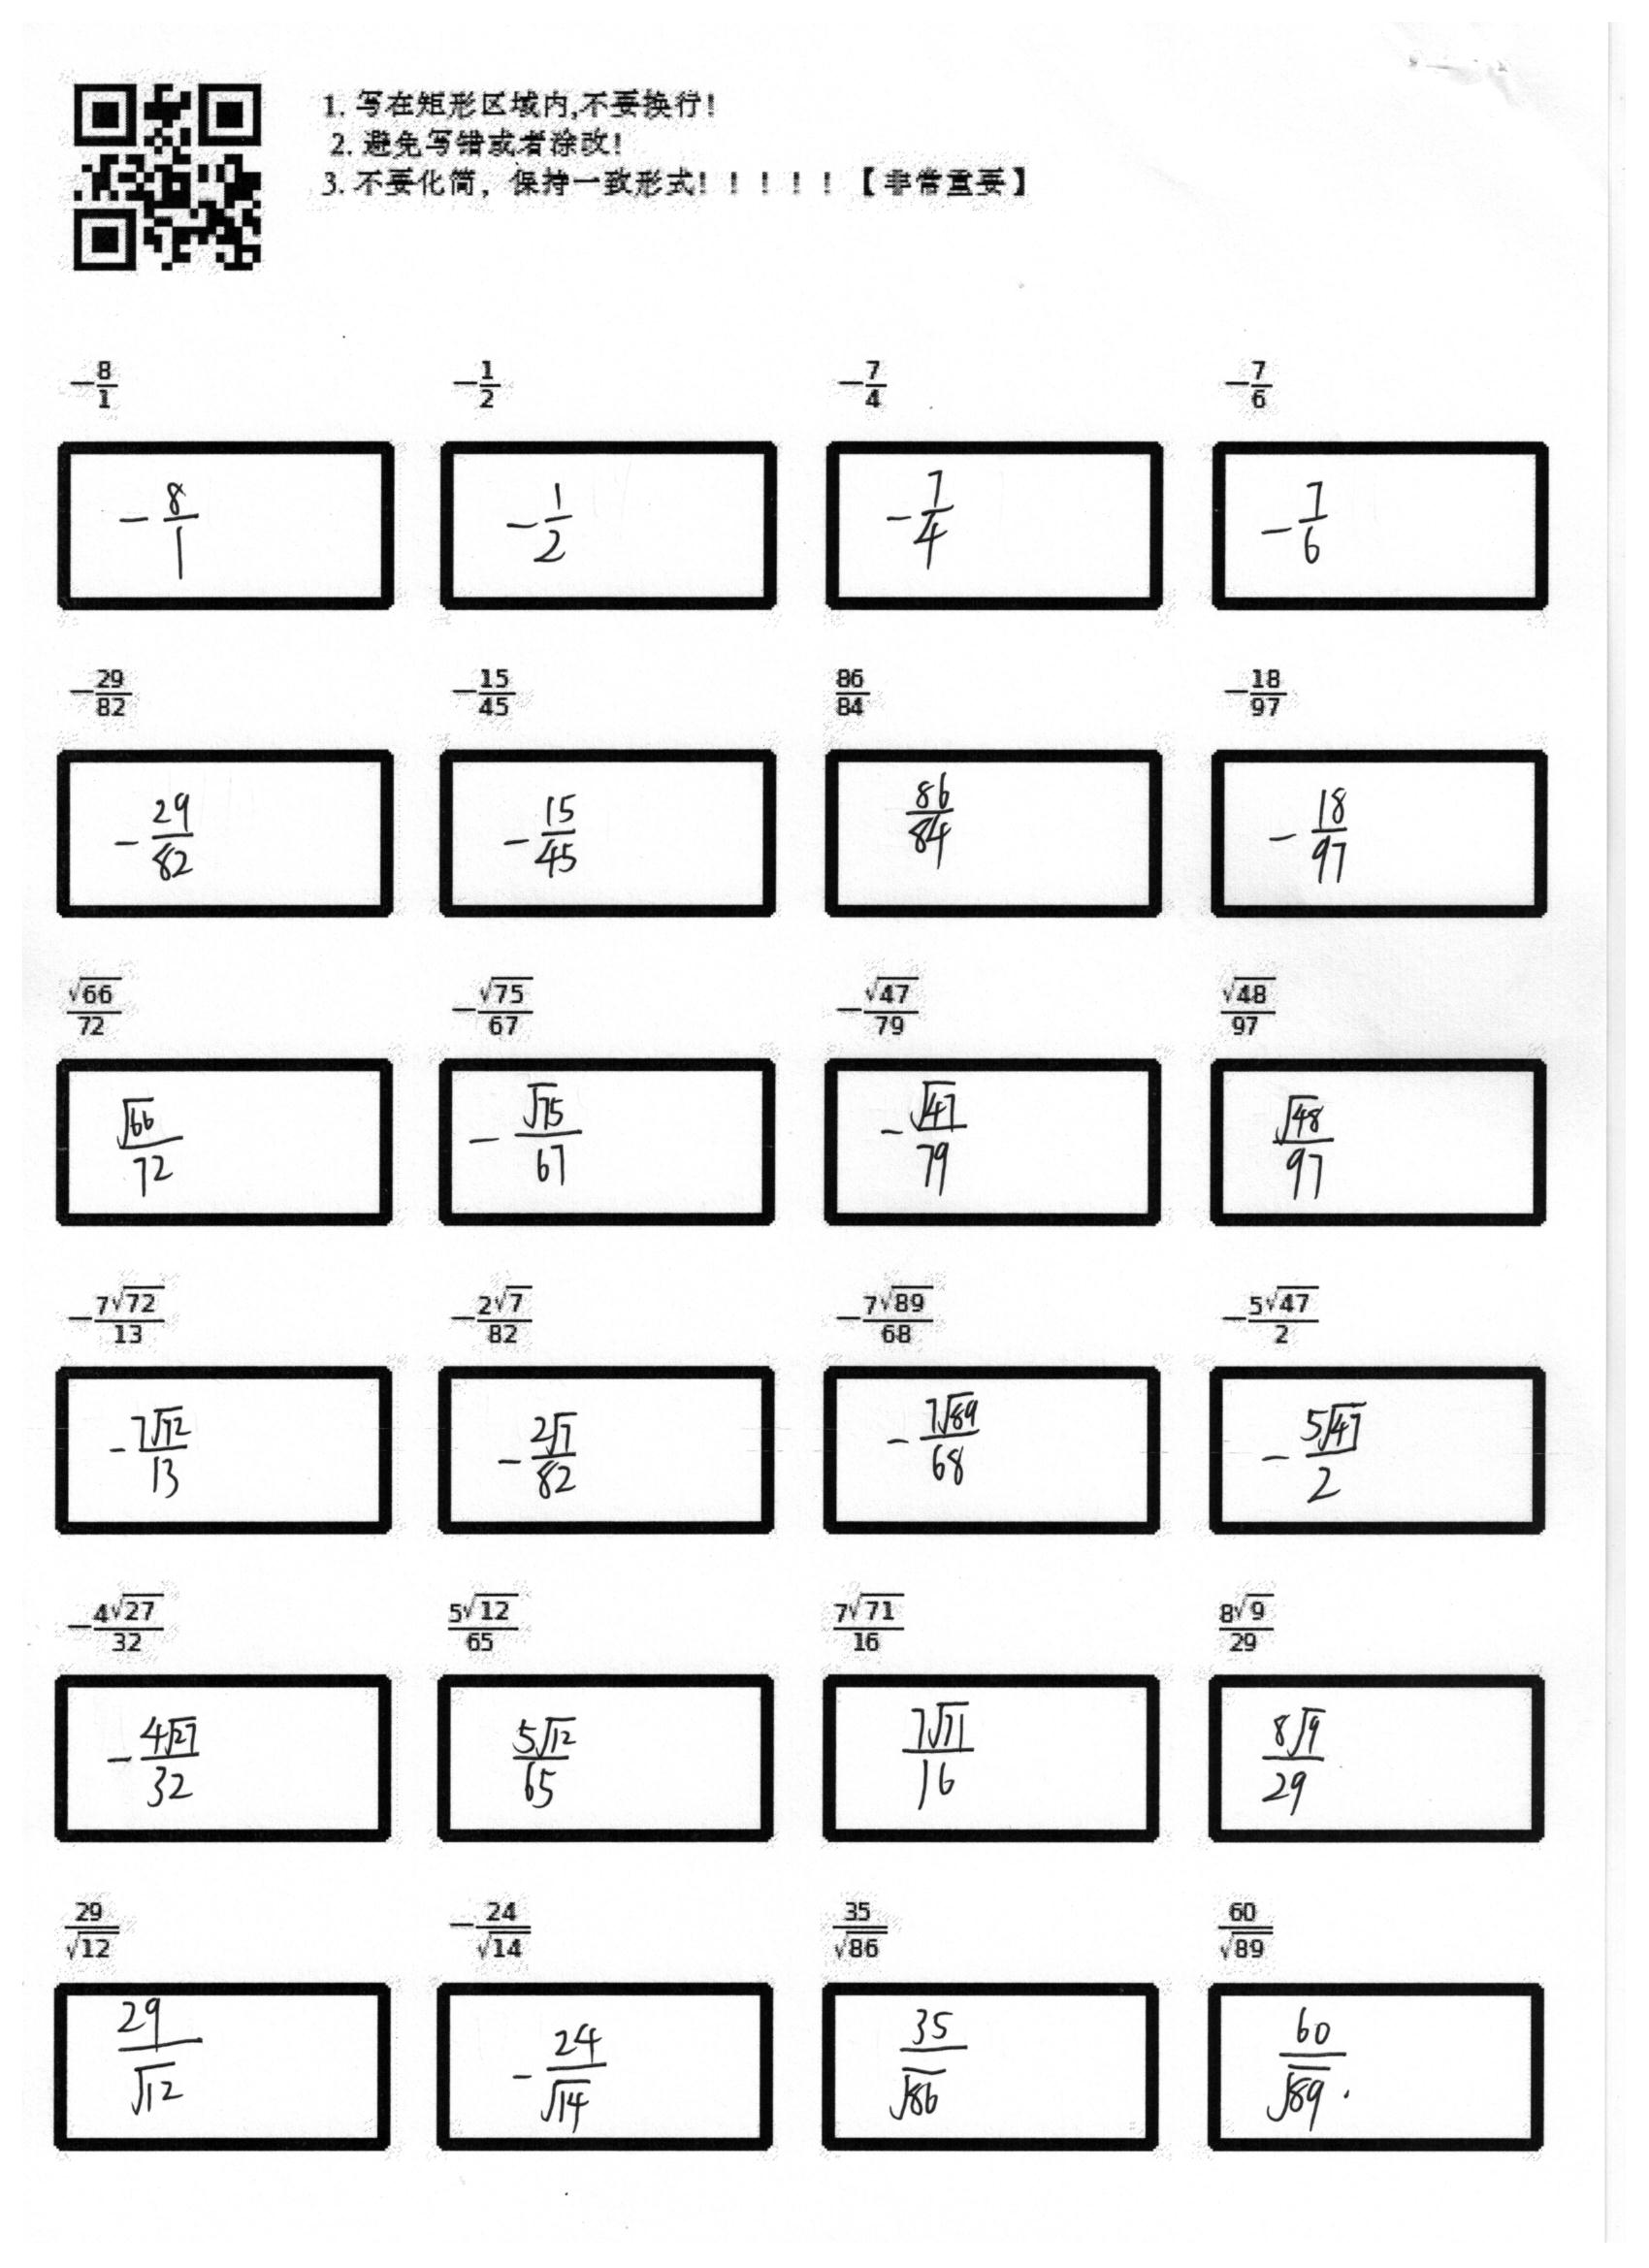 1. 写在矩形区域内,不要换行!
2. 避免写错或者涂改!
3. 不要化简，保持一致形式! ! ! ! ! 【非常重要】
-\frac{8}{1} -\frac{1}{2} -\frac{7}{4} -\frac{7}{6}
-\frac{8}{1} -\frac{1}{2} -\frac{7}{4} -\frac{7}{6}
-\frac{29}{82} -\frac{15}{45} \frac{86}{84} -\frac{18}{97}
-\frac{29}{82} -\frac{15}{45} \frac{86}{84} -\frac{18}{97}
\frac{\sqrt{66}}{72} -\frac{\sqrt{75}}{67} -\frac{\sqrt{47}}{79} \frac{\sqrt{48}}{97}
\frac{\sqrt{66}}{72} -\frac{\sqrt{75}}{67} -\frac{\sqrt{47}}{79} \frac{\sqrt{48}}{97}
-\frac{7\sqrt{72}}{13} -\frac{2\sqrt{7}}{82} -\frac{7\sqrt{89}}{68} -\frac{5\sqrt{47}}{2}
-\frac{7\sqrt{72}}{13} -\frac{2\sqrt{7}}{82} -\frac{7\sqrt{89}}{68} -\frac{5\sqrt{47}}{2}
-\frac{4\sqrt{27}}{32} \frac{5\sqrt{12}}{65} \frac{7\sqrt{71}}{16} \frac{8\sqrt{9}}{29}
-\frac{4\sqrt{27}}{32} \frac{5\sqrt{12}}{65} \frac{7\sqrt{71}}{16} \frac{8\sqrt{9}}{29}
\frac{29}{\sqrt{12}} -\frac{24}{\sqrt{14}} \frac{35}{\sqrt{86}} \frac{60}{\sqrt{89}}
\frac{29}{\sqrt{12}} -\frac{24}{\sqrt{14}} \frac{35}{\sqrt{86}} \frac{60}{\sqrt{89}}.